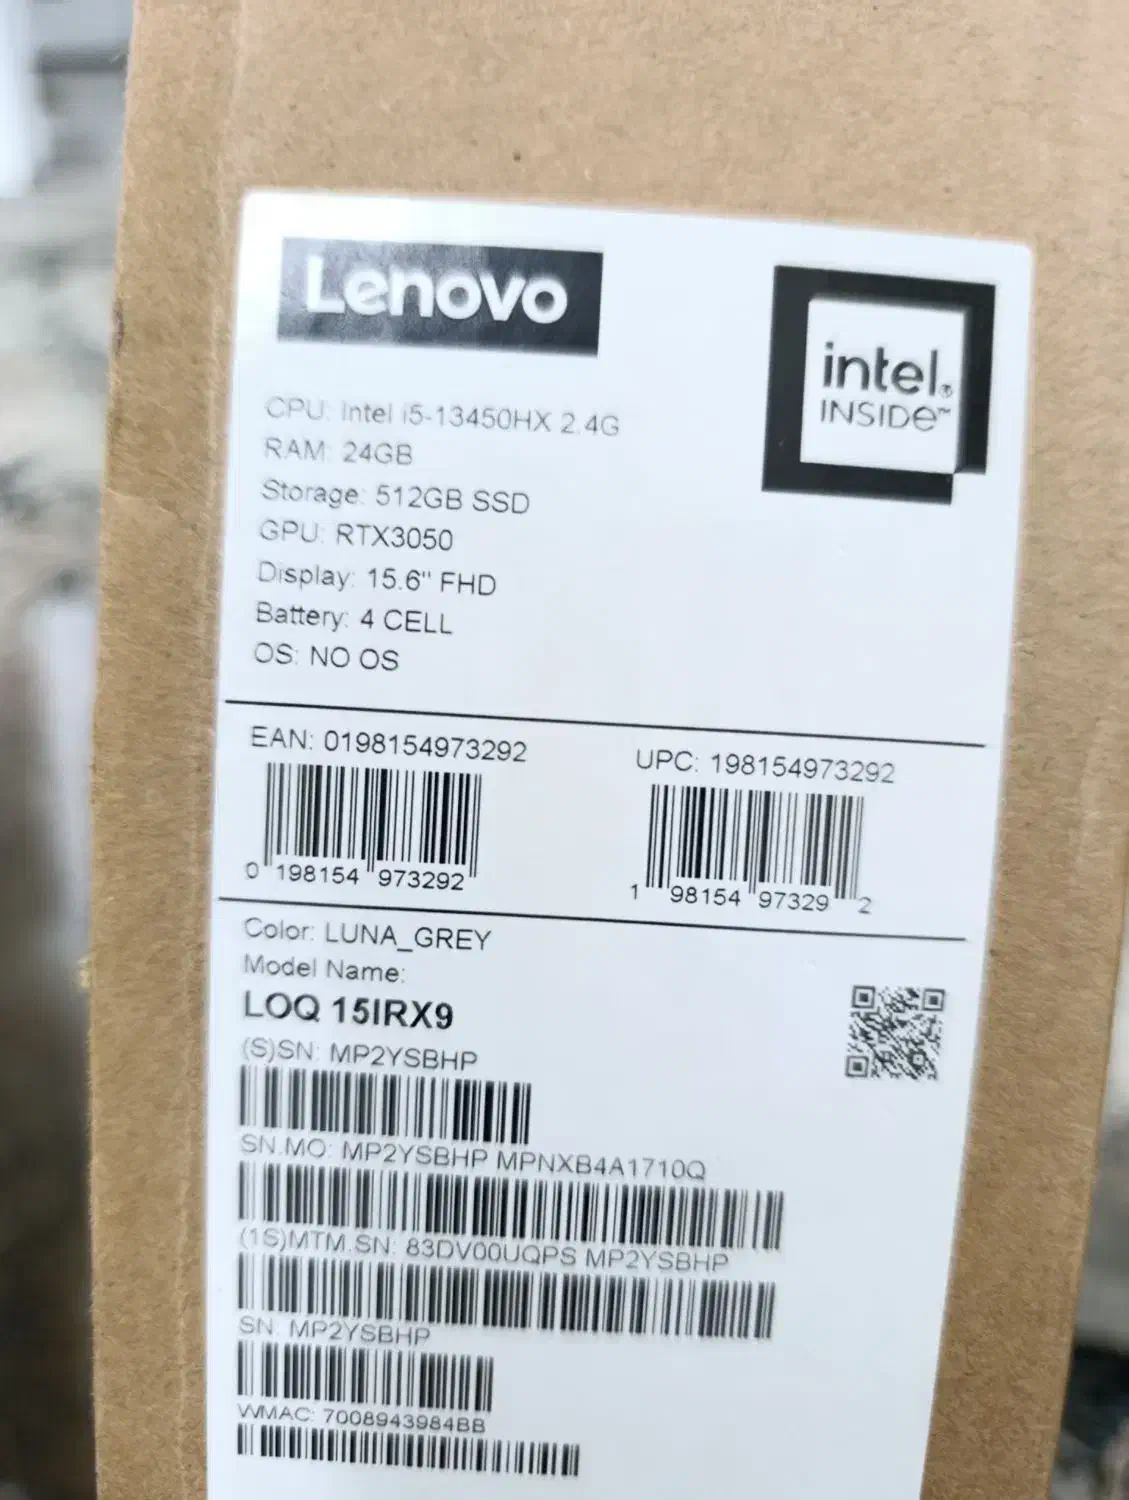 Lenovo
intel®
INSIDE™
CPU: Intel i5-13450HX 2.4G
RAM: 24GB
Storage: 512GB SSD
GPU: RTX3050
Display: 15.6" FHD
Battery: 4 CELL
OS: NO OS
EAN: 0198154973292
0 198154 973292
UPC: 198154973292
1 98154 97329 2
Color: LUNA_GREY
Model Name:
LOQ 15IRX9
(S)SN: MP2YSBHP
SN.MO: MP2YSBHP MPNXB4A1710Q
(1S)MTM.SN: 83DV00UQPS MP2YSBHP
SN: MP2YSBHP
WMAC: 7008943984BB